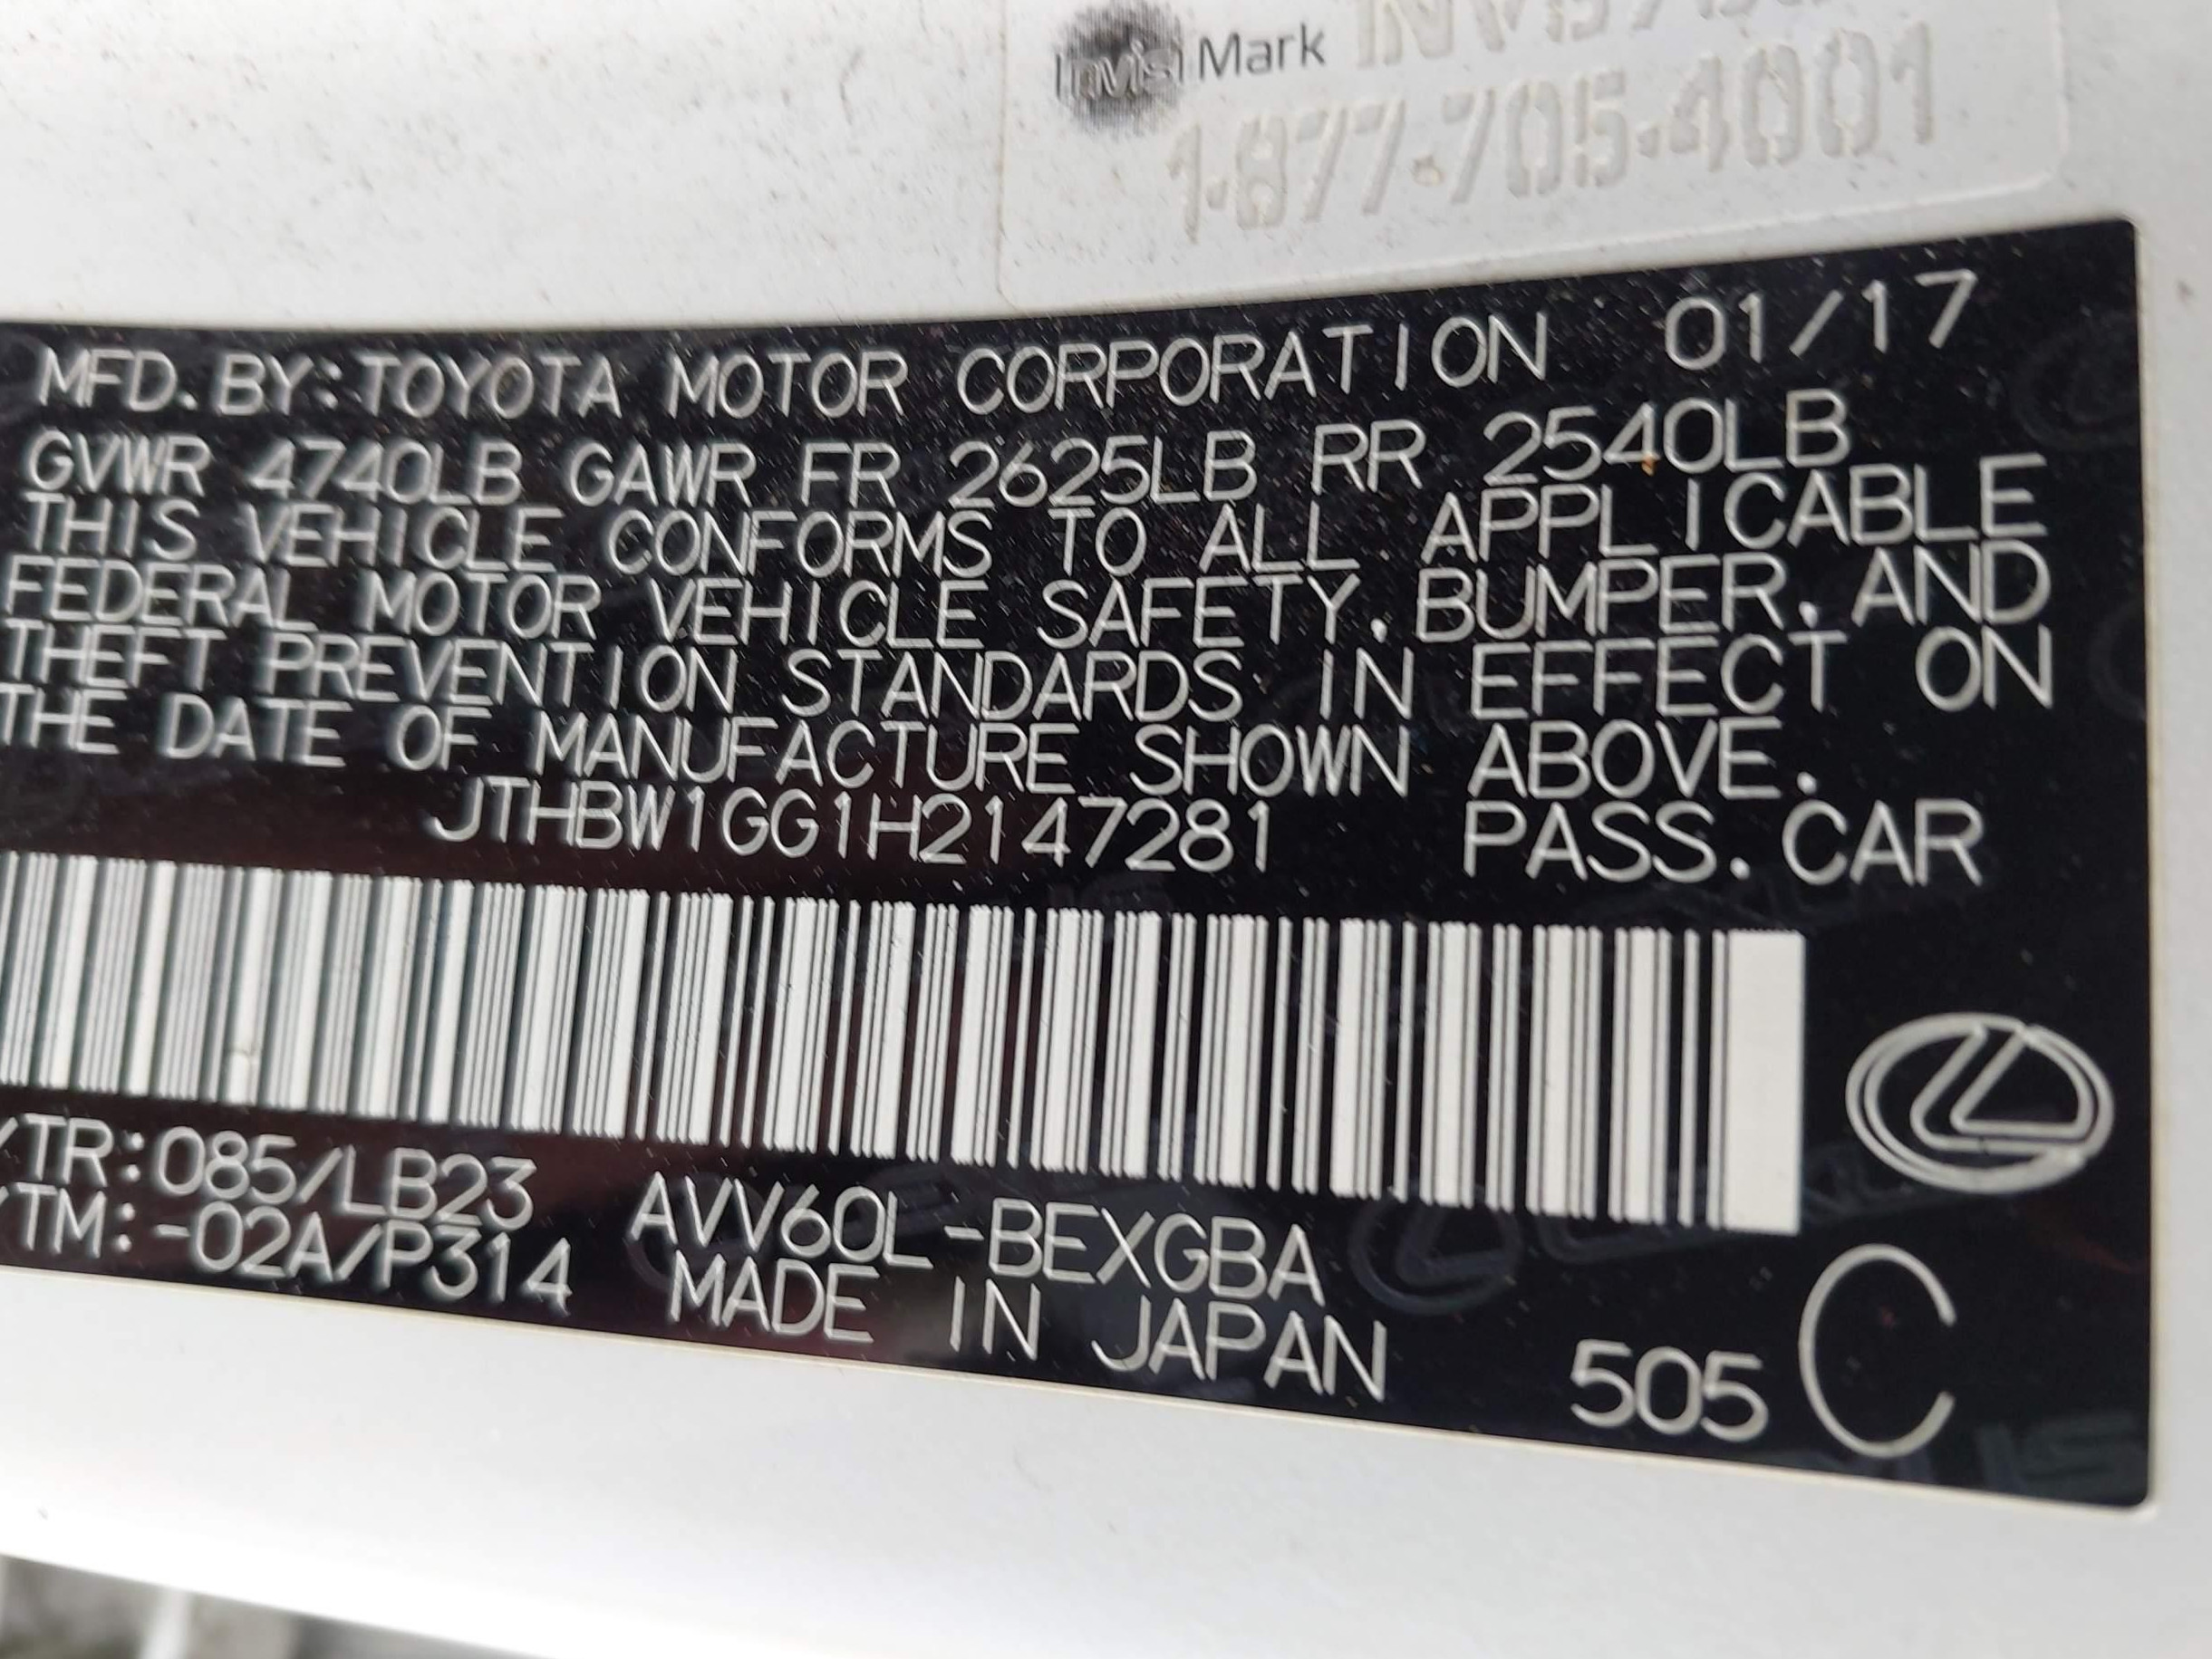 Invisi Mark
1-877-705-4001
MFD. BY: TOYOTA MOTOR CORPORATION 01/17
GVWR 4740LB GAWR FR 2625LB RR 2540LB
THIS VEHICLE CONFORMS TO ALL APPLICABLE
FEDERAL MOTOR VEHICLE SAFETY, BUMPER, AND
THEFT PREVENTION STANDARDS IN EFFECT ON
THE DATE OF MANUFACTURE SHOWN ABOVE.
JTHBW1GG1H2147281 PASS. CAR
/TR:085/LB23 AVV60L-BEXGBA
/TM:-02A/P314 MADE IN JAPAN 505 C